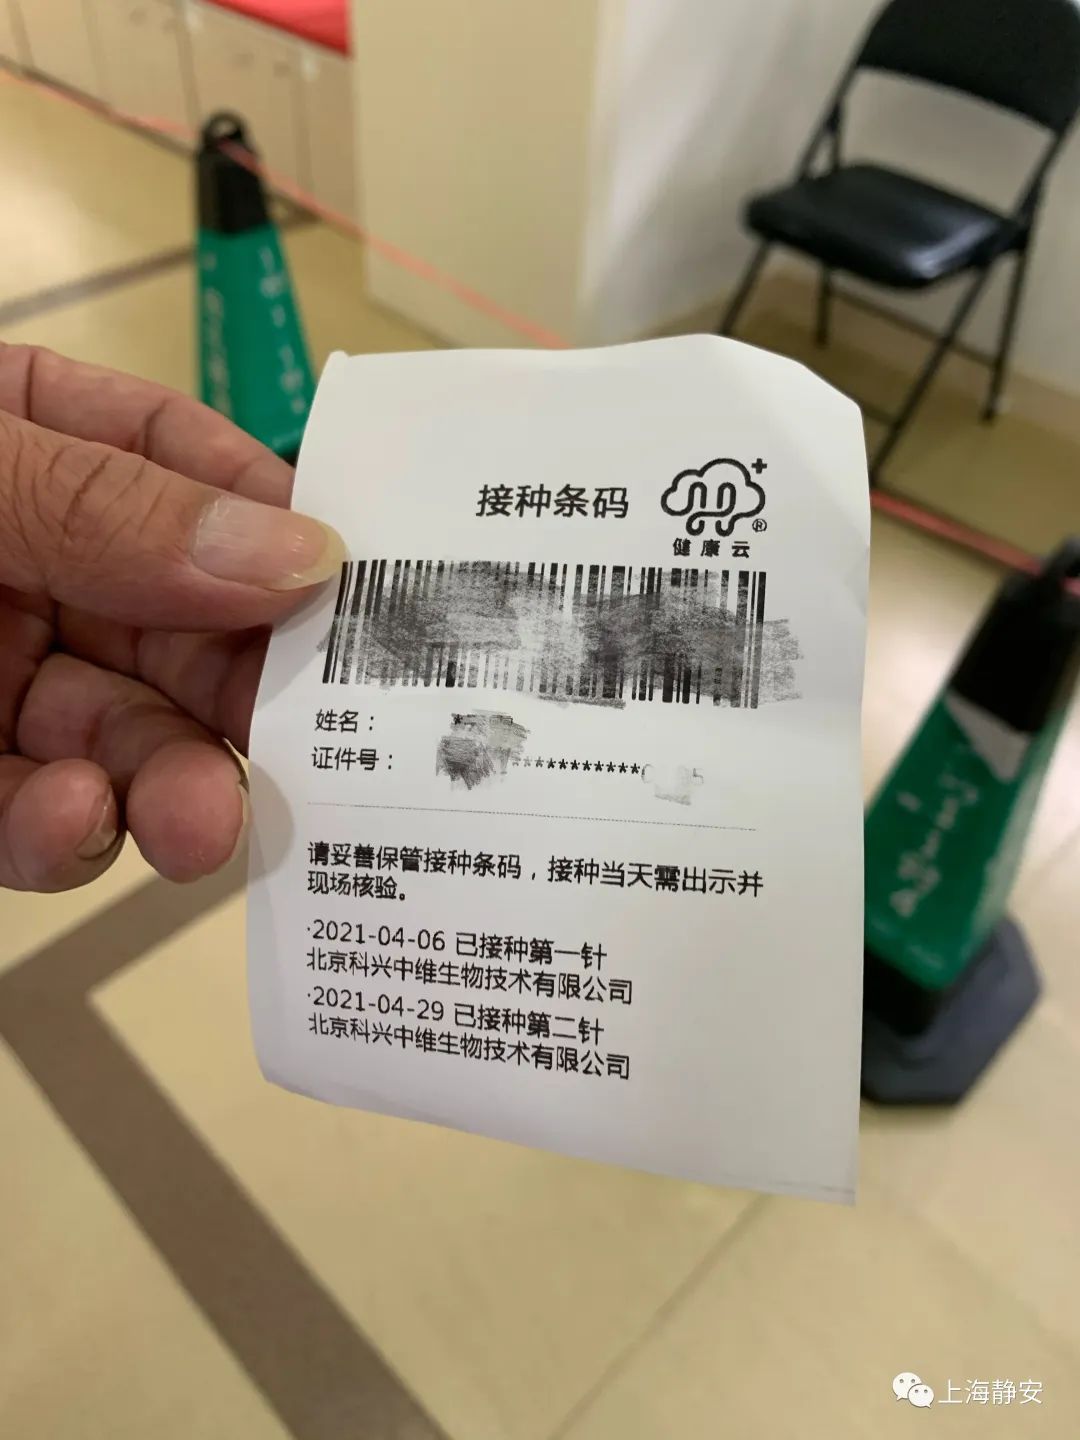 接种条码
健康云
姓名：
证件号：
**********
请妥善保管接种条码，接种当天需出示并
现场核验。
·2021-04-06 已接种第一针
北京科兴中维生物技术有限公司
·2021-04-29 已接种第二针
北京科兴中维生物技术有限公司
上海静安